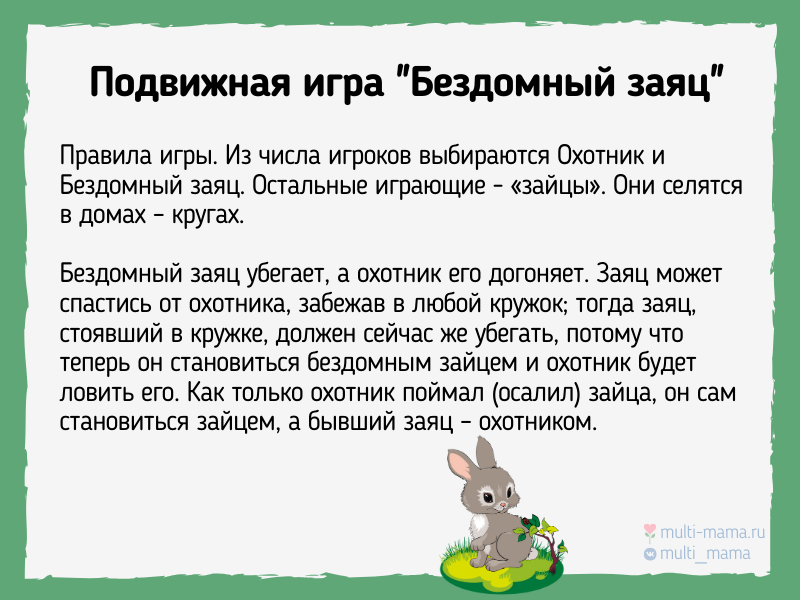 Подвижная игра "Бездомный заяц"
Правила игры. Из числа игроков выбираются Охотник и
Бездомный заяц. Остальные играющие - «зайцы». Они селятся
в домах – кругах.
Бездомный заяц убегает, а охотник его догоняет. Заяц может
спастись от охотника, забежав в любой кружок; тогда заяц,
стоявший в кружке, должен сейчас же убегать, потому что
теперь он становиться бездомным зайцем и охотник будет
ловить его. Как только охотник поймал (осалил) зайца, он сам
становиться зайцем, а бывший заяц – охотником.
multi-mama.ru
multi_mama